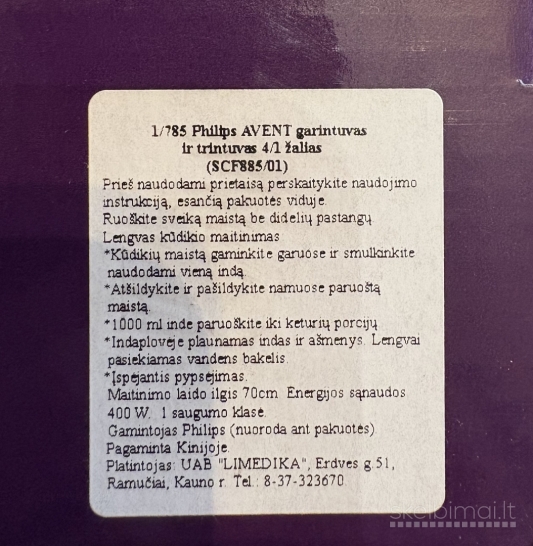 1/785 Philips AVENT garintuvas
ir trintuvas 4/1 žalias
(SCF885/01)
Prieš naudodami prietaisą perskaitykite naudojimo
instrukciją, esančią pakuotės viduje.
Ruoškite sveiką maistą be didelių pastangų.
Lengvas kūdikio maitinimas
*Kūdikių maistą gaminkite garuose ir smulkinkite
naudodami vieną indą.
*Atšildykite ir pašildykite namuose paruoštą
maistą.
*1000 ml inde paruoškite iki keturių porcijų
*Indaplovėje plaunamas indas ir ašmenys. Lengvai
pasiekiamas vandens bakelis.
*Įspėjantis pypsėjimas.
Maitinimo laido ilgis 70cm. Energijos sąnaudos
400 W. 1 saugumo klasė.
Gamintojas Philips (nuoroda ant pakuotės)
Pagaminta Kinijoje.
Platintojas: UAB "LIMEDIKA", Erdvės g.51,
Ramučiai, Kauno r. Tel.: 8-37-323670
skelbimai.lt